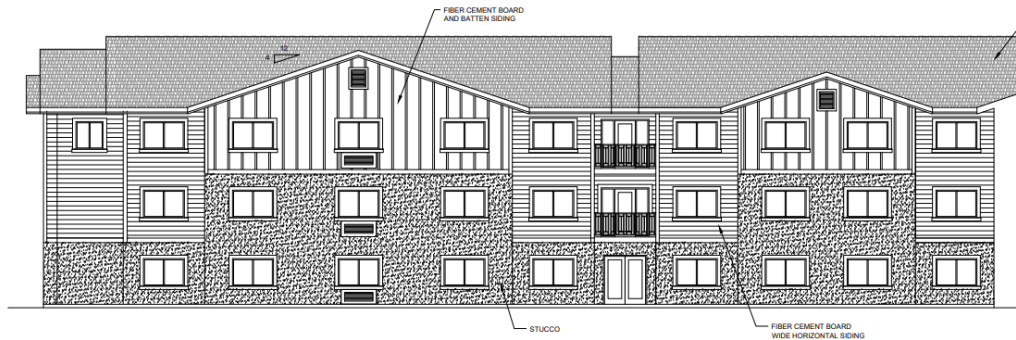 FIBER CEMENT BOARD
AND BATTEN SIDING
12
4
STUCCO
FIBER CEMENT BOARD
WIDE HORIZONTAL SIDING